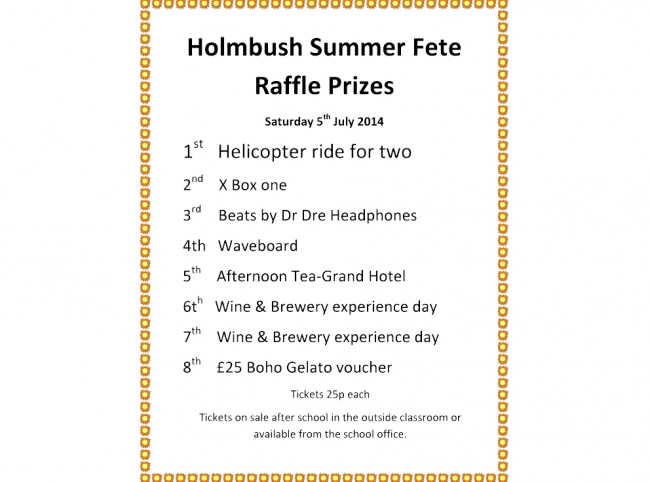 Holmbush Summer Fete
Raffle Prizes
Saturday 5th July 2014
1st Helicopter ride for two
2nd X Box one
3rd Beats by Dr Dre Headphones
4th Waveboard
5th Afternoon Tea-Grand Hotel
6th Wine & Brewery experience day
7th Wine & Brewery experience day
8th £25 Boho Gelato voucher
Tickets 25p each
Tickets on sale after school in the outside classroom or
available from the school office.